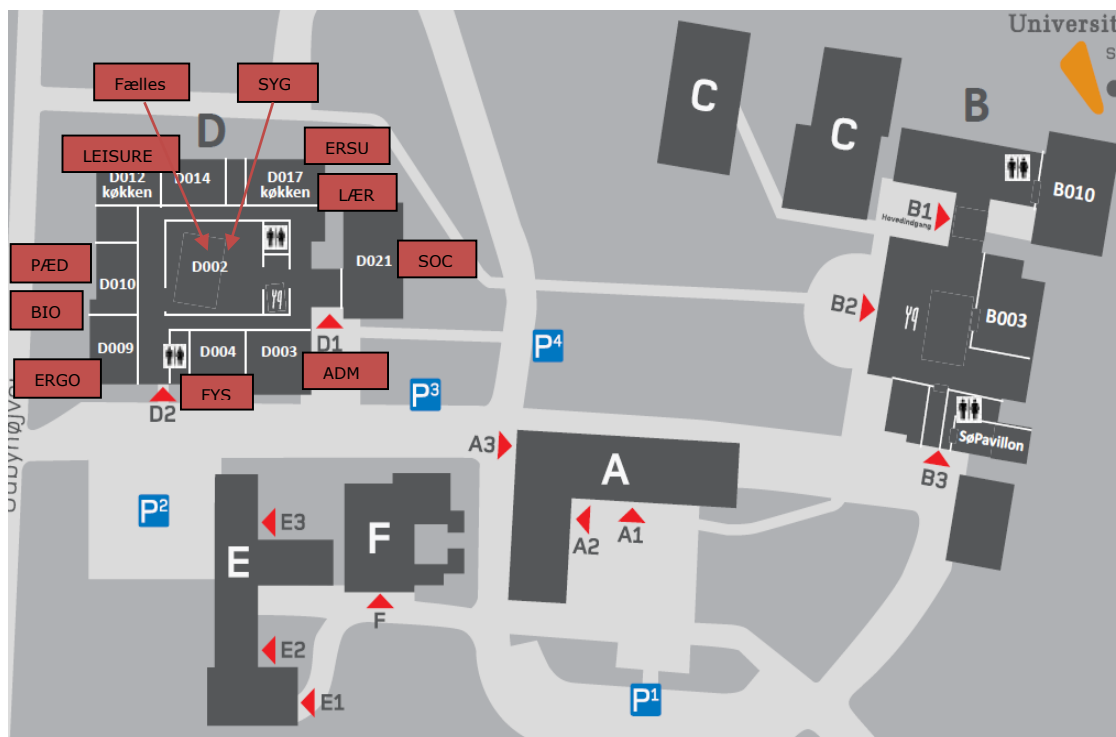 Universit
S
Fælles
SYG
D
C
C
B
LEISURE
ERSU
D012
køkken
D014
D017
køkken
LÆR
B010
B1
Hovedindgang
PÆD
D002
D021
SOC
D010
BIO
B2
B003
D009
D004
D003
D1
P4
ERGO
FYS
ADM
D2
P3
A3
A
SøPavillon
B3
P2
E3
F
A2
A1
E
F
E2
E1
P1